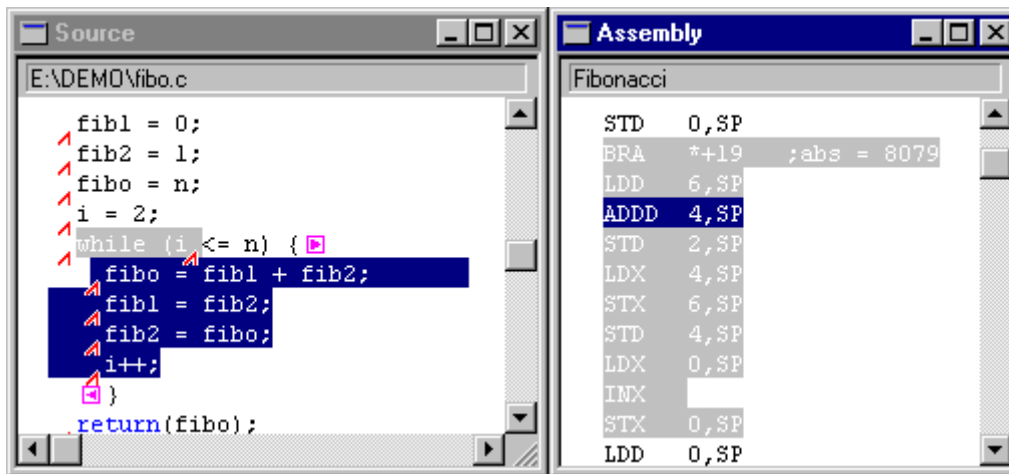 Source
E:\DEMO\fibo.c
fib1 = 0;
fib2 = 1;
fibo = n;
i = 2;
while (i <= n) {
fibo = fib1 + fib2;
fib1 = fib2;
fib2 = fibo;
i++;
}
return(fibo);
Assembly
Fibonacci
STD 0,SP
BRA *+19 ;abs = 8079
LDD 6,SP
ADDD 4,SP
STD 2,SP
LDX 4,SP
STX 6,SP
STD 4,SP
LDX 0,SP
INX
STX 0,SP
LDD 0,SP